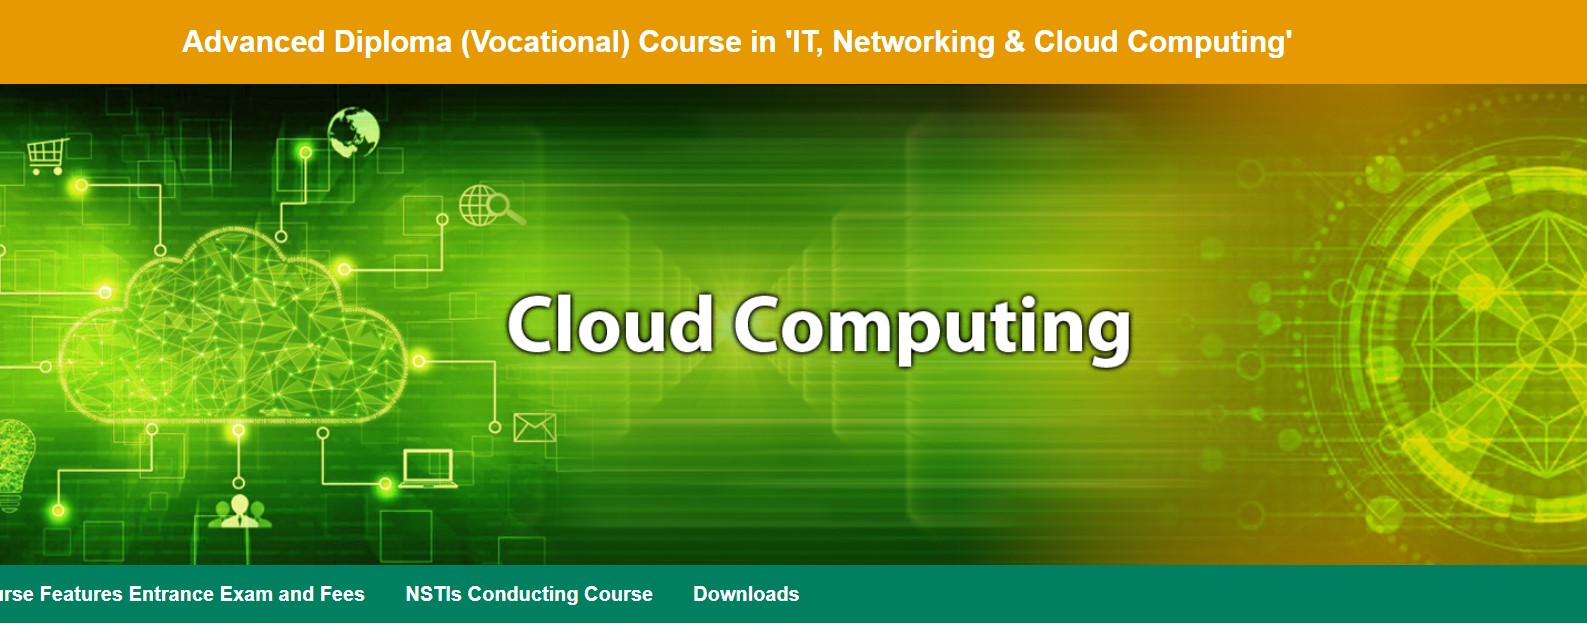 Advanced Diploma (Vocational) Course in 'IT, Networking & Cloud Computing'
Cloud Computing
Features Entrance Exam and Fees NSTIs Conducting Course Downloads